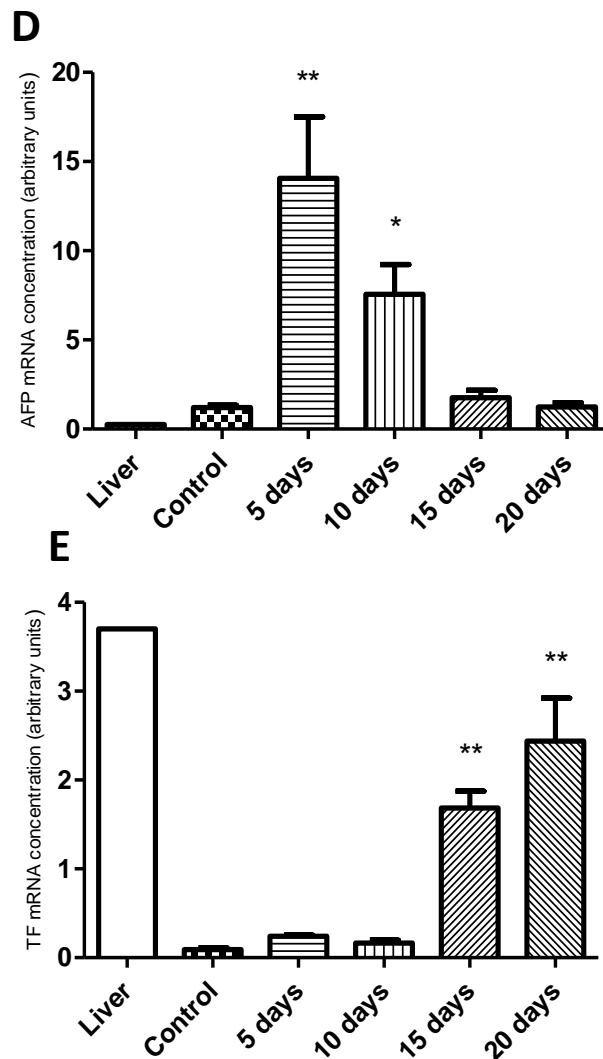 D
AFP mRNA concentration (arbitrary units)
20
15
10
5
0
**
*
Liver
Control
5 days
10 days
15 days
20 days
E
TF mRNA concentration (arbitrary units)
4
3
2
1
0
**
**
Liver
Control
5 days
10 days
15 days
20 days